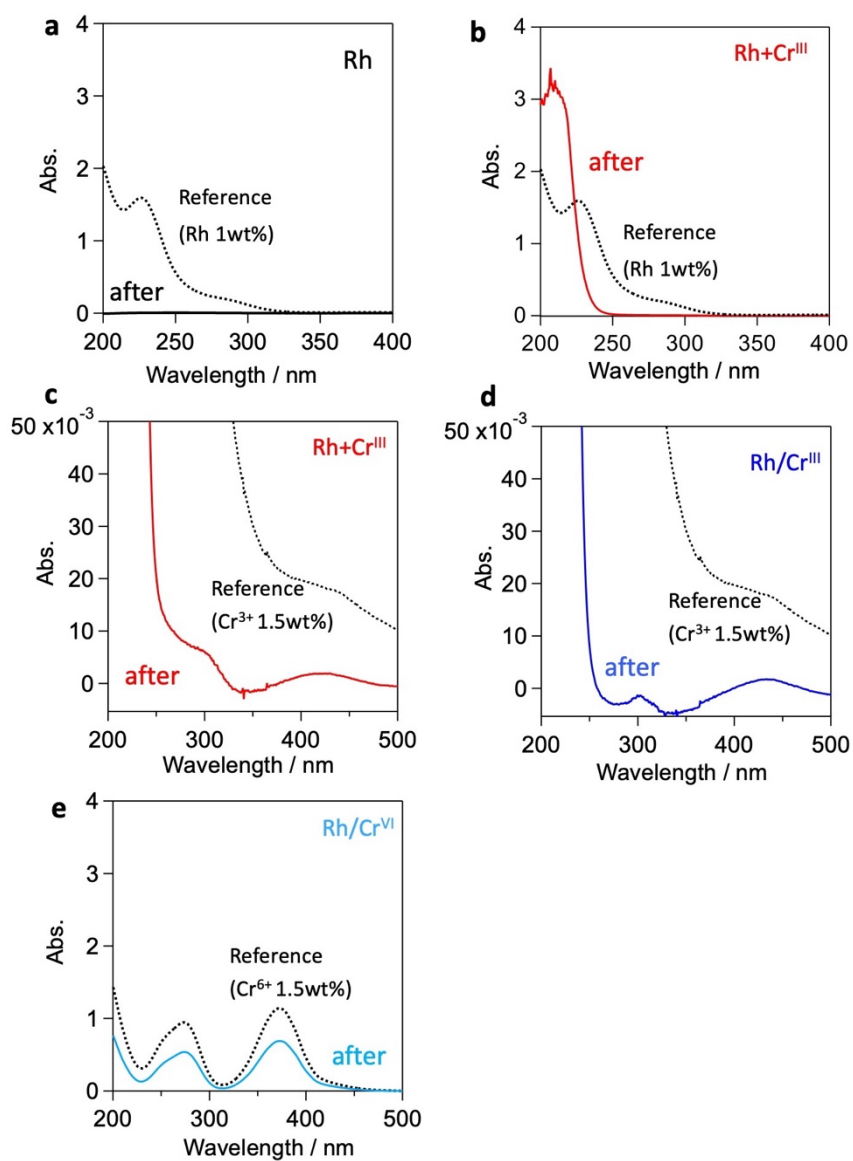 a
Rh
4
3
2
1
0
Abs.
Reference
(Rh 1wt%)
after
200 250 300 350 400
Wavelength / nm
b
Rh+Crᴵᴵᴵ
4
3
2
1
0
Abs.
after
Reference
(Rh 1wt%)
200 250 300 350 400
Wavelength / nm
c
50 x10⁻³
Rh+Crᴵᴵᴵ
40
30
20
10
0
Abs.
Reference
(Cr³⁺ 1.5wt%)
after
200 300 400 500
Wavelength / nm
d
50 x10⁻³
Rh/Crᴵᴵᴵ
40
30
20
10
0
Abs.
Reference
(Cr³⁺ 1.5wt%)
after
200 300 400 500
Wavelength / nm
e
Rh/Crⱽᴵ
4
3
2
1
0
Abs.
Reference
(Cr⁶⁺ 1.5wt%)
after
200 300 400 500
Wavelength / nm